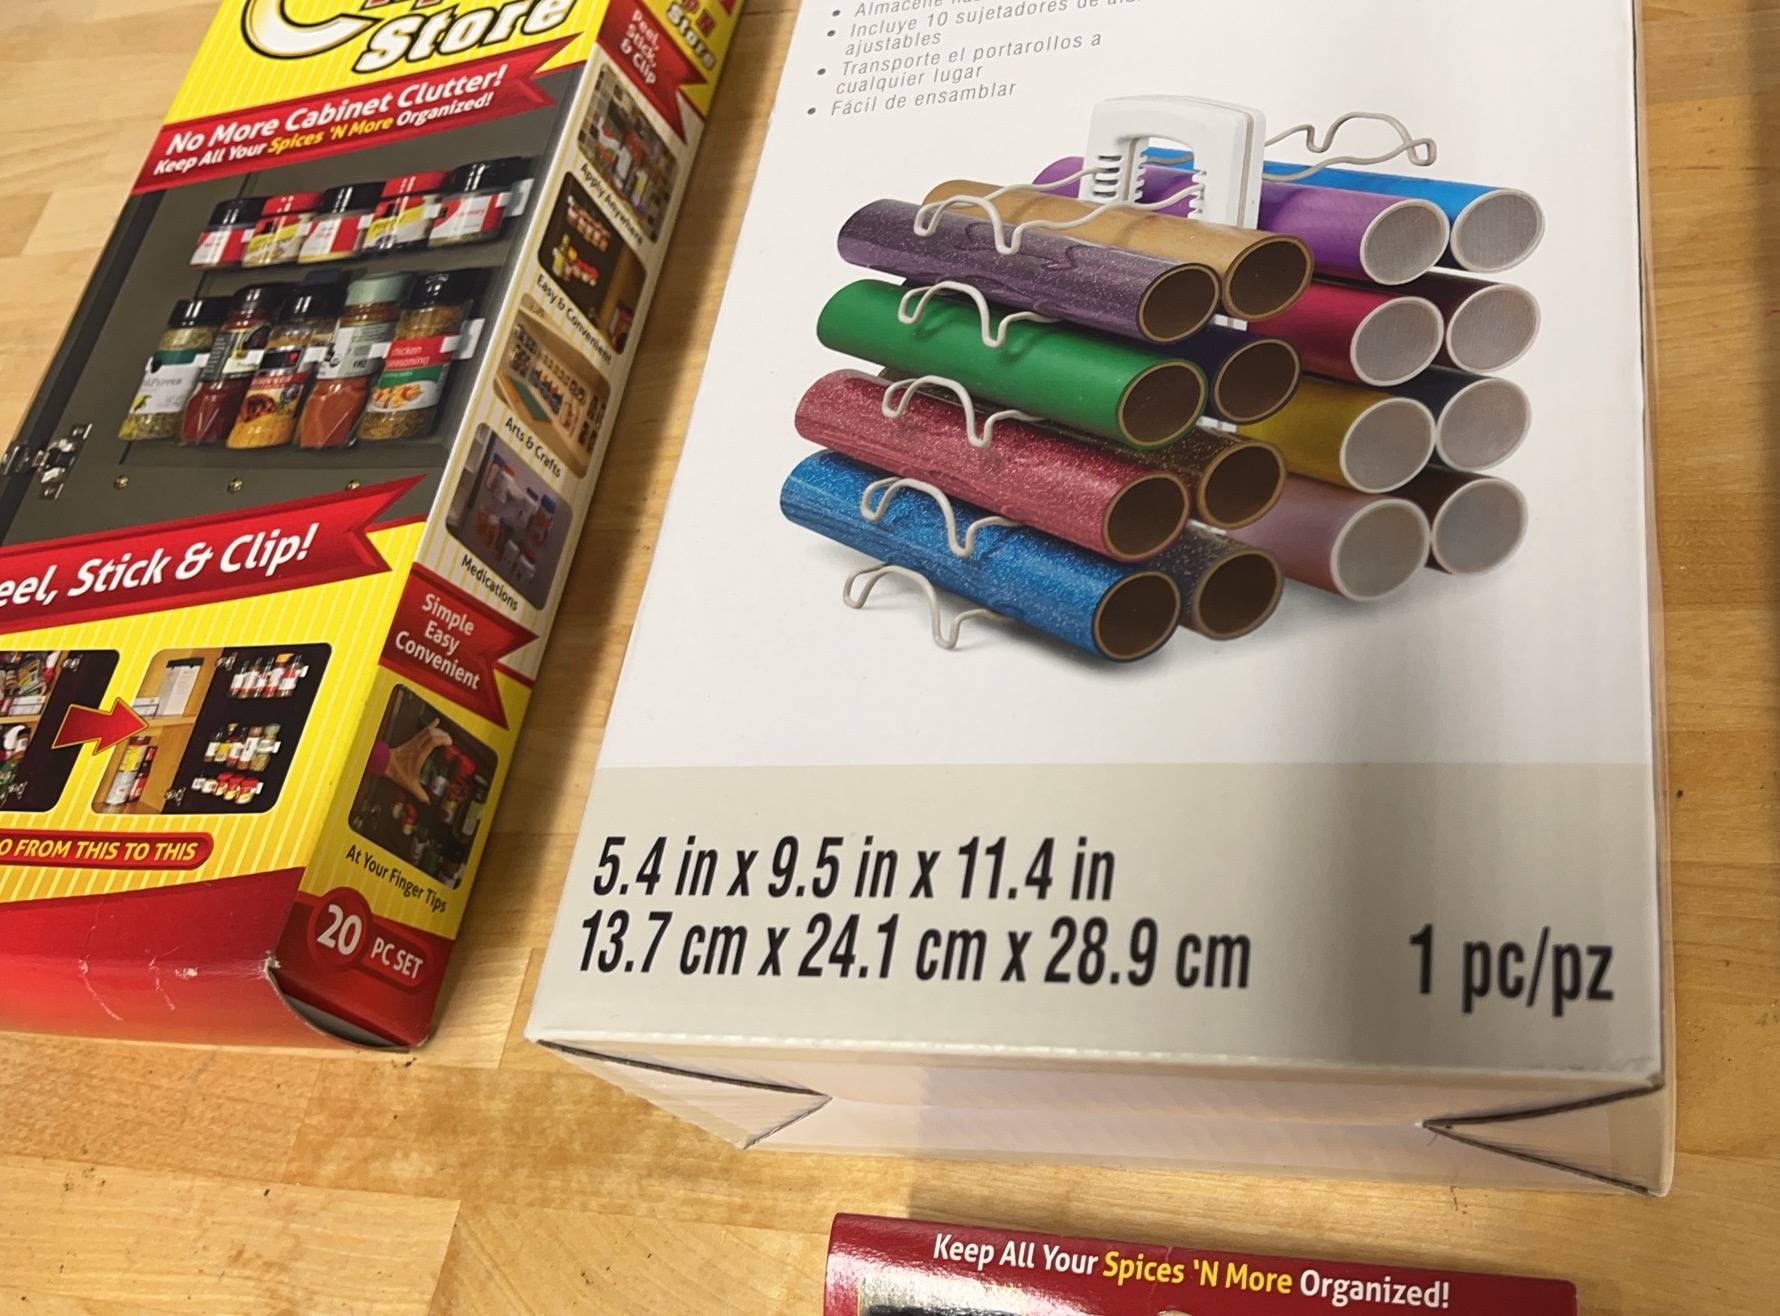 Store
No More Cabinet Clutter!
Keep All Your Spices 'N More Organized!
Stick & Clip!
FROM THIS TO THIS
Peel,
Stick,
& Clip
Store
Apply Anywhere
Easy & Convenient
Arts & Crafts
Medications
Simple
Easy
Convenient
At Your Finger Tips
20 PC SET
chicken
seasoning
• Almacene
• Incluye 10 sujetadores de
ajustables
• Transporte el portarollos a
cualquier lugar
• Fácil de ensamblar
5.4 in x 9.5 in x 11.4 in
13.7 cm x 24.1 cm x 28.9 cm
1 pc/pz
Keep All Your Spices 'N More Organized!